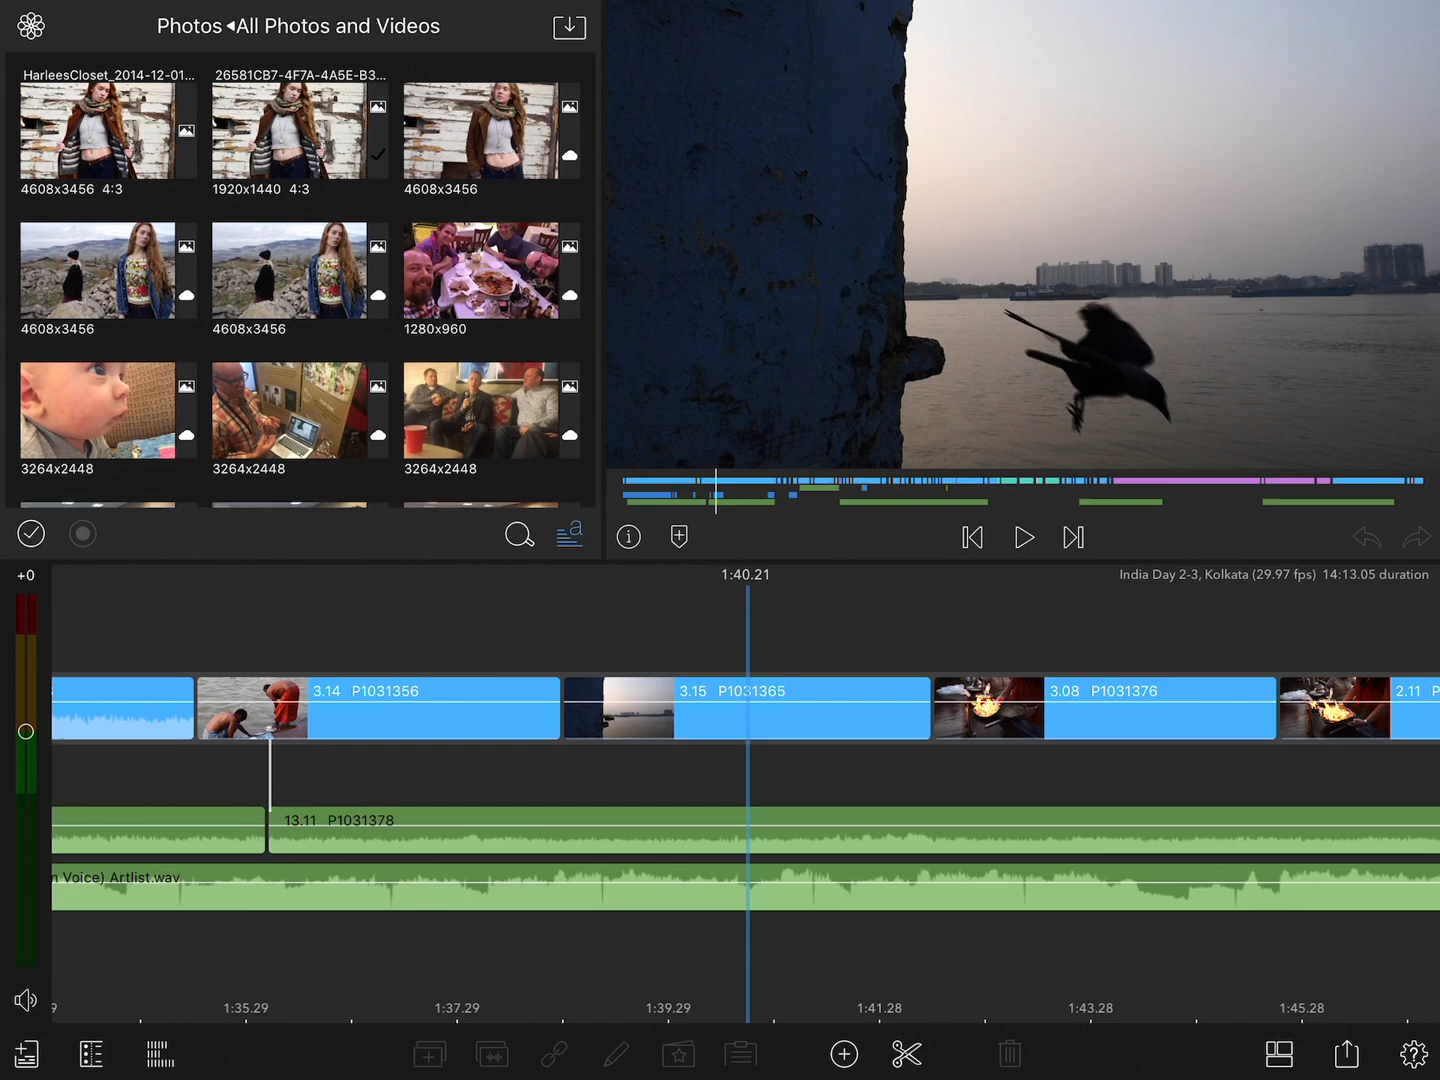 Photos ◂All Photos and Videos
HarleesCloset_2014-12-01...
26581CB7-4F7A-4A5E-B3...
4608x3456 4:3
1920x1440 4:3
4608x3456
4608x3456
4608x3456
1280x960
3264x2448
3264x2448
3264x2448
+0
1:40.21
India Day 2-3, Kolkata (29.97 fps) 14:13.05 duration
3.14 P1031356
3.15 P1031365
3.08 P1031376
2.11 P
13.11 P1031378
n Voice) Artlist.wav
9
1:35.29
1:37.29
1:39.29
1:41.28
1:43.28
1:45.28